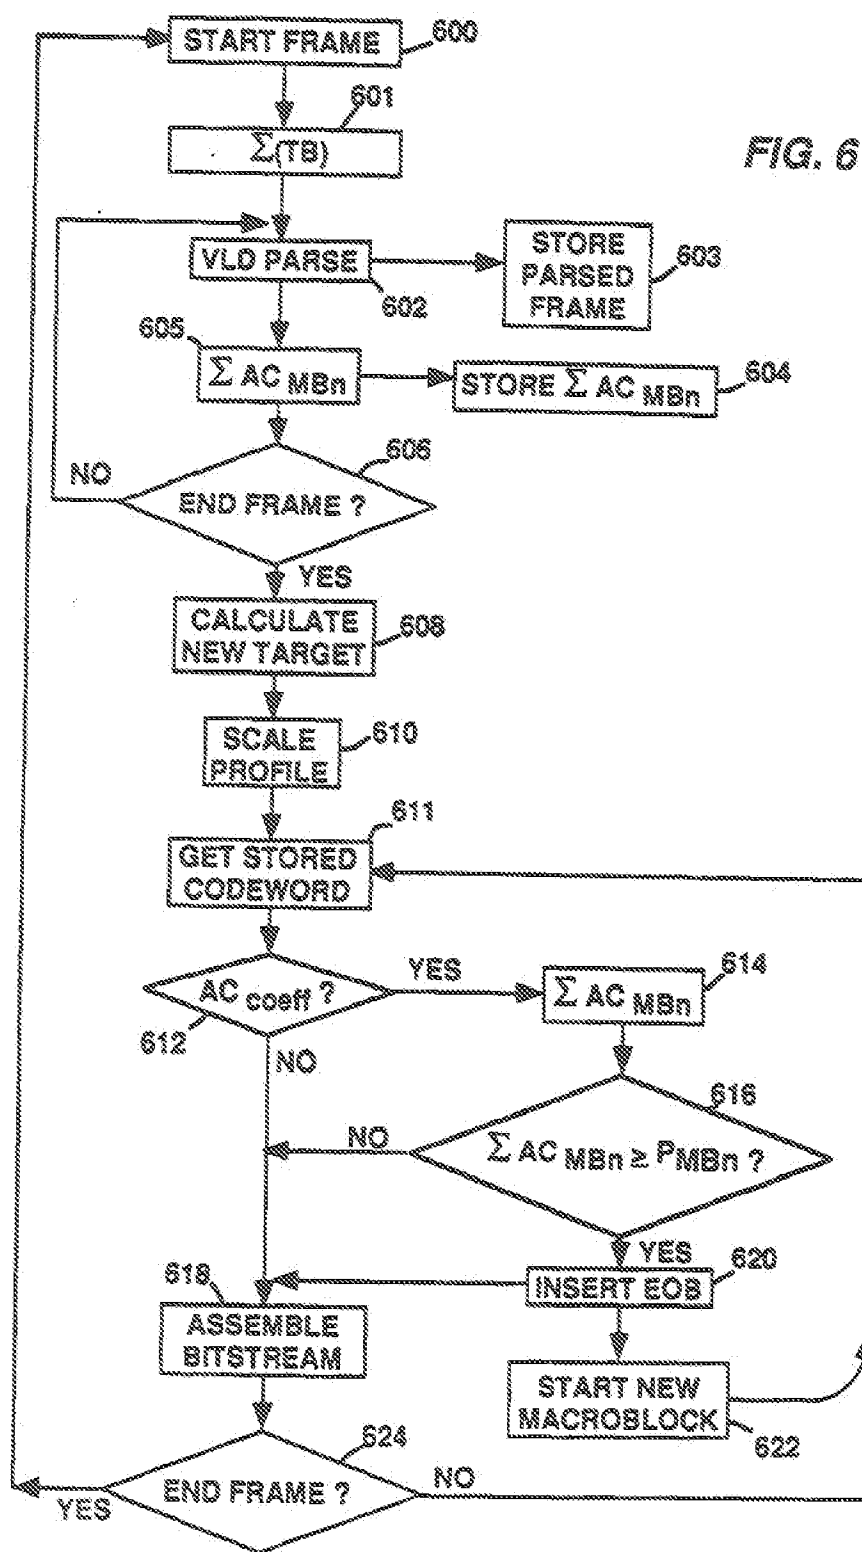 START FRAME
600
601
Σ(TB)
FIG. 6
VLD PARSE
602
STORE
PARSED
FRAME
603
605
Σ AC MBn
STORE Σ AC MBn
604
606
NO
END FRAME ?
YES
CALCULATE
NEW TARGET
608
SCALE
PROFILE
610
611
GET STORED
CODEWORD
AC coeff ?
YES
612
NO
Σ AC MBn
614
616
NO
Σ AC MBn ≥ PMBn ?
YES
618
INSERT EOB
620
ASSEMBLE
BITSTREAM
START NEW
MACROBLOCK
622
624
END FRAME ?
YES
NO